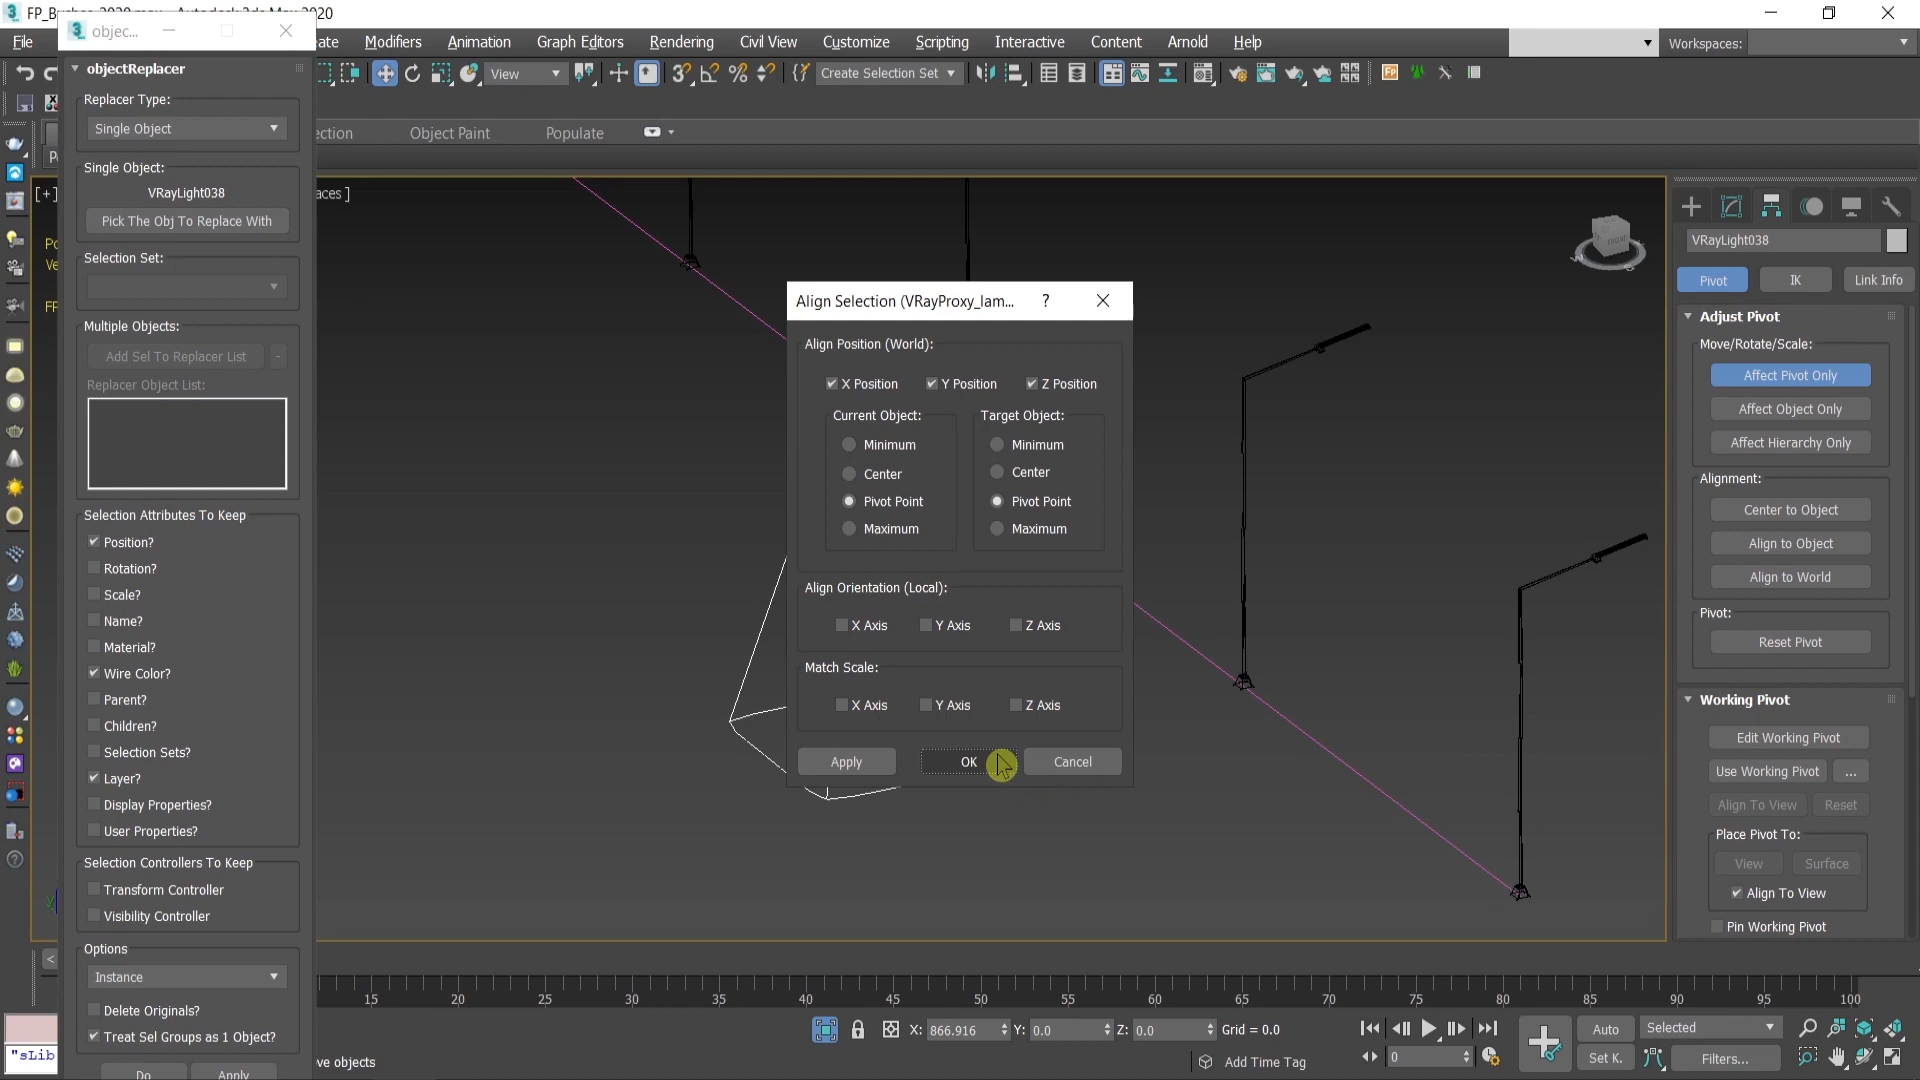 objec...
2020
File
Modifiers
Animation
Graph Editors
Rendering
Civil View
Customize
Scripting
Interactive
Content
Arnold
Help
Workspaces:
objectReplacer
View
Create Selection Set
Replacer Type:
Single Object
ection
Object Paint
Populate
Single Object:
VRayLight038
Pick The Obj To Replace With
Selection Set:
Multiple Objects:
Add Sel To Replacer List
-
Replacer Object List:
Selection Attributes To Keep
Position?
Rotation?
Scale?
Name?
Material?
Wire Color?
Parent?
Children?
Selection Sets?
Layer?
Display Properties?
User Properties?
Selection Controllers To Keep
Transform Controller
Visibility Controller
Options
Instance
Delete Originals?
Treat Sel Groups as 1 Object?
Do
Apply
[+]
aces ]
Align Selection (VRayProxy_lam...
?
Align Position (World):
X Position
Y Position
Z Position
Current Object:
Target Object:
Minimum
Minimum
Center
Center
Pivot Point
Pivot Point
Maximum
Maximum
Align Orientation (Local):
X Axis
Y Axis
Z Axis
Match Scale:
X Axis
Y Axis
Z Axis
Apply
OK
Cancel
VRayLight038
Pivot
IK
Link Info
Adjust Pivot
Move/Rotate/Scale:
Affect Pivot Only
Affect Object Only
Affect Hierarchy Only
Alignment:
Center to Object
Align to Object
Align to World
Pivot:
Reset Pivot
Working Pivot
Edit Working Pivot
Use Working Pivot
...
Align To View
Reset
Place Pivot To:
View
Surface
Align To View
Pin Working Pivot
15
20
25
30
35
40
45
50
55
60
65
70
75
80
85
90
95
100
X: 866.916
Y: 0.0
Z: 0.0
Grid = 0.0
Auto
Selected
"sLib
ve objects
Add Time Tag
0
Set K.
Filters...